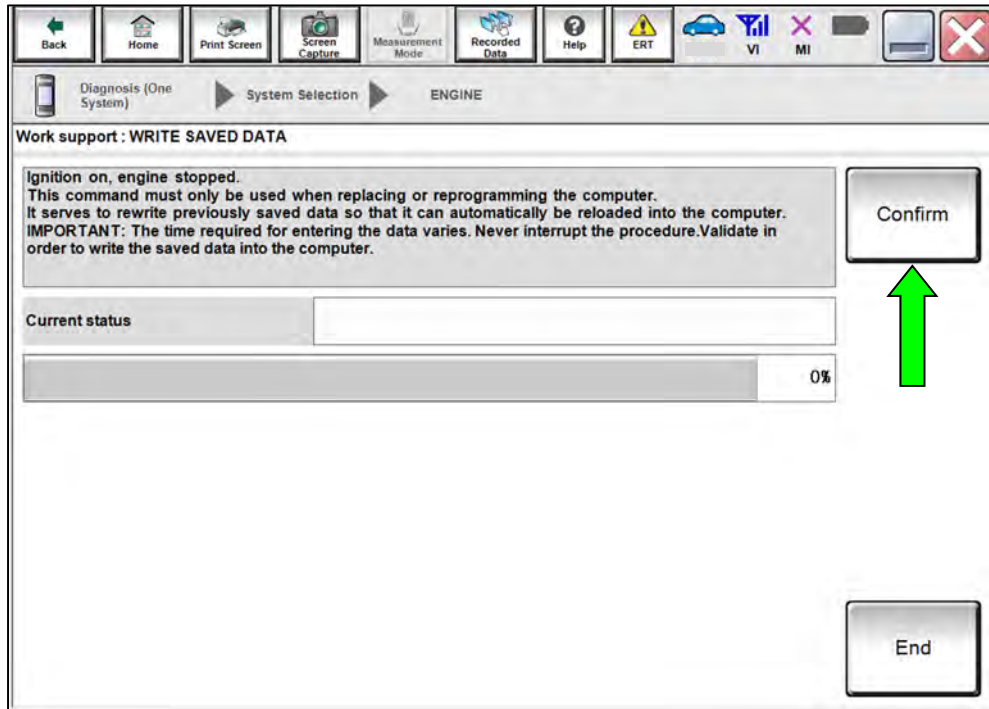 Back
Home
Print Screen
Screen
Capture
Measurement
Mode
Recorded
Data
Help
ERT
VI
MI
Diagnosis (One
System)
System Selection
ENGINE
Work support : WRITE SAVED DATA
Ignition on, engine stopped.
This command must only be used when replacing or reprogramming the computer.
It serves to rewrite previously saved data so that it can automatically be reloaded into the computer.
IMPORTANT: The time required for entering the data varies. Never interrupt the procedure.Validate in
order to write the saved data into the computer.
Confirm
Current status
0%
End